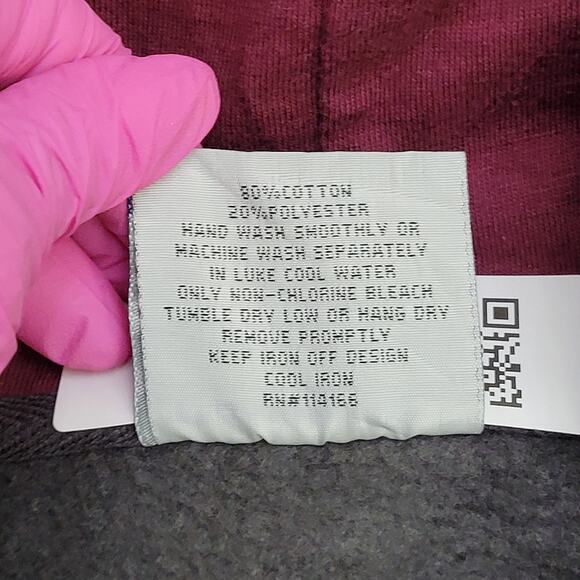 80%COTTON
20%POLYESTER
HAND WASH SMOOTHLY OR
MACHINE WASH SEPARATELY
IN LUKE COOL WATER
ONLY NON-CHLORINE BLEACH
TUMBLE DRY LOW OR HANG DRY
REMOVE PROMPTLY
KEEP IRON OFF DESIGN
COOL IRON
RN#114166